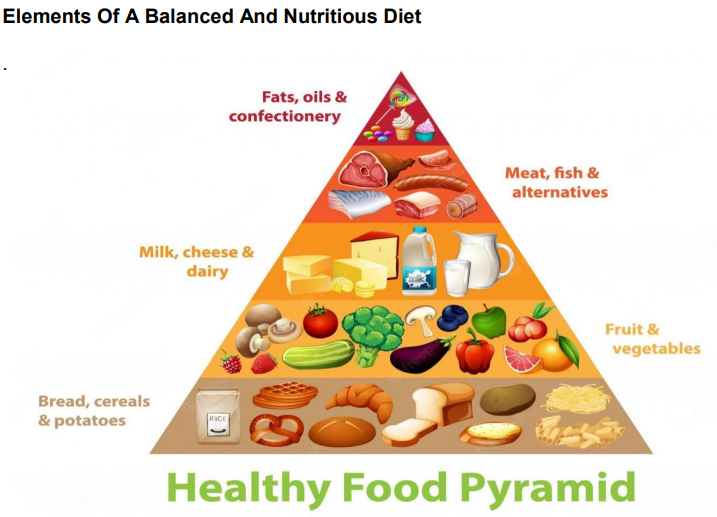 Elements Of A Balanced And Nutritious Diet
.
Fats, oils &
confectionery
Meat, fish &
alternatives
Milk, cheese &
dairy
Fruit &
vegetables
Bread, cereals
& potatoes
RICE
Healthy Food Pyramid